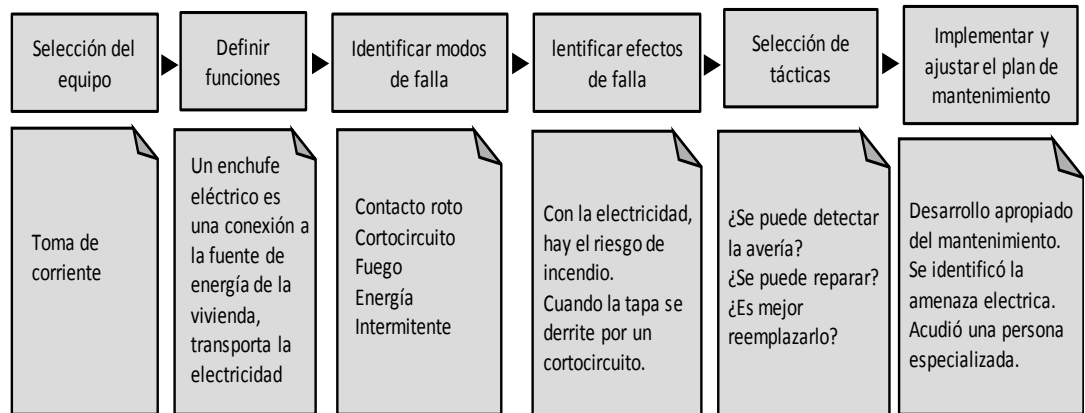 Selección del
equipo
Definir
funciones
Identificar modos
de falla
lentificar efectos
de falla
Selección de
tácticas
Implementar y
ajustar el plan de
mantenimiento
Toma de
corriente
Un enchufe
eléctrico es
una conexión a
la fuente de
energía de la
vivienda,
transporta la
electricidad
Contacto roto
Cortocircuito
Fuego
Energía
Intermitente
Con la electricidad,
hay el riesgo de
incendio.
Cuando la tapa se
derrite por un
cortocircuito.
¿Se puede detectar
la avería?
¿Se puede reparar?
¿Es mejor
reemplazarlo?
Desarrollo apropiado
del mantenimiento.
Se identificó la
amenaza electrica.
Acudió una persona
especializada.